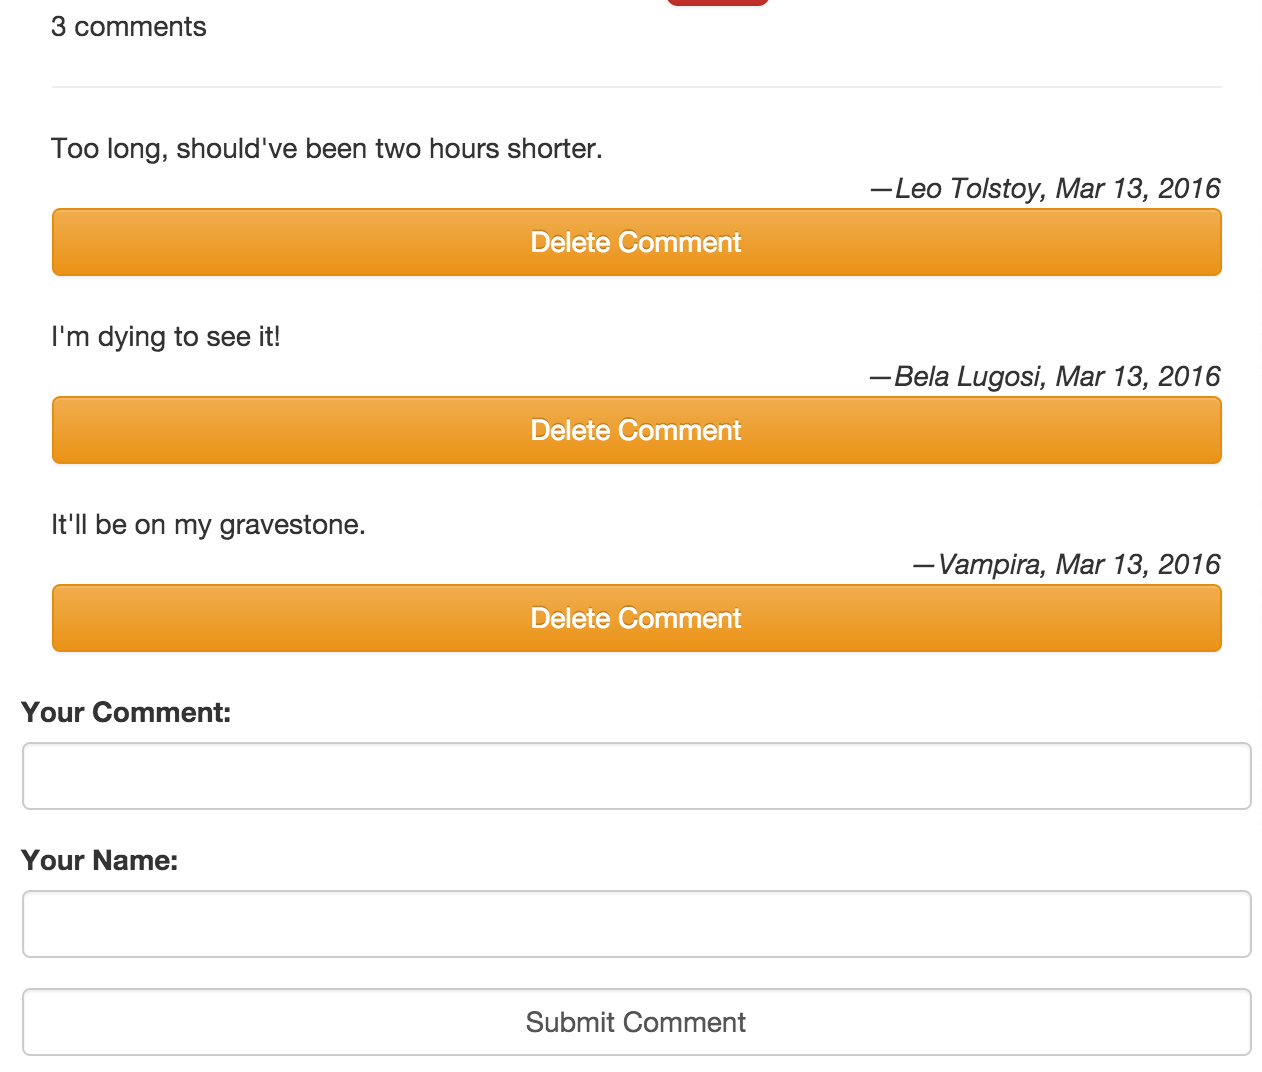 3 comments
Too long, should've been two hours shorter.
—Leo Tolstoy, Mar 13, 2016
Delete Comment
I'm dying to see it!
—Bela Lugosi, Mar 13, 2016
Delete Comment
It'll be on my gravestone.
—Vampira, Mar 13, 2016
Delete Comment
Your Comment:
Your Name:
Submit Comment